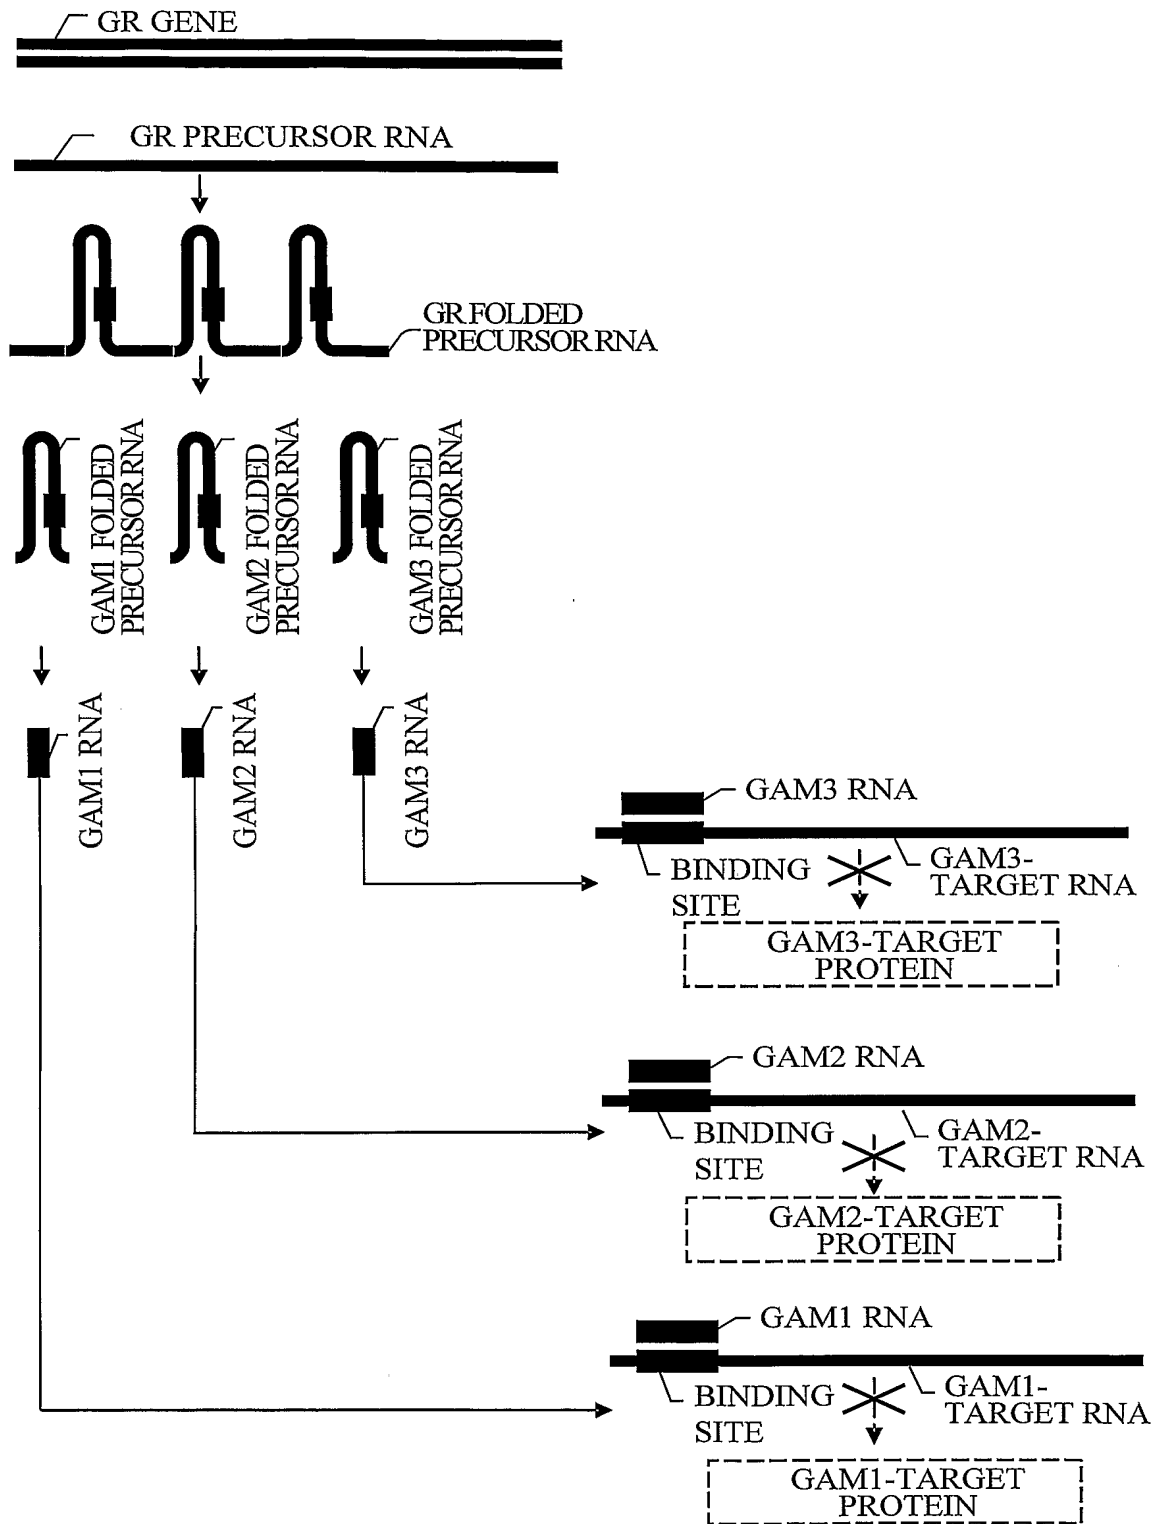 GR GENE
GR PRECURSOR RNA
GR FOLDED
PRECURSOR RNA
GAM1 FOLDED
PRECURSOR RNA
GAM2 FOLDED
PRECURSOR RNA
GAM3 FOLDED
PRECURSOR RNA
GAM1 RNA
GAM2 RNA
GAM3 RNA
GAM3 RNA
BINDING
SITE
GAM3-
TARGET RNA
GAM3-TARGET
PROTEIN
GAM2 RNA
BINDING
SITE
GAM2-
TARGET RNA
GAM2-TARGET
PROTEIN
GAM1 RNA
BINDING
SITE
GAM1-
TARGET RNA
GAM1-TARGET
PROTEIN